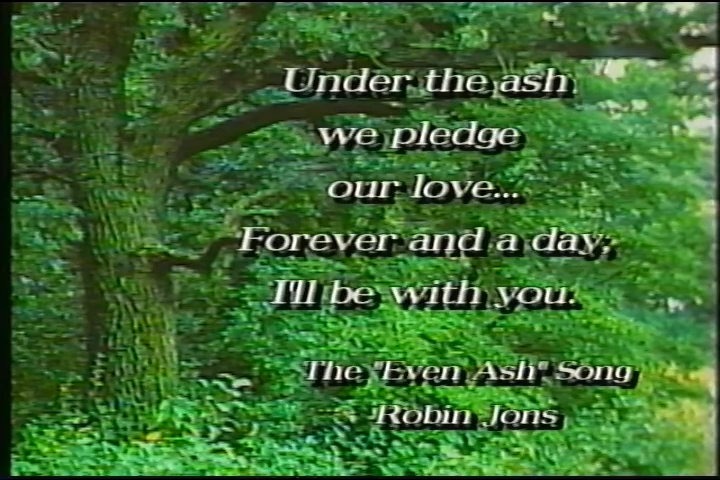 Under the ash
we pledge
our love...
Forever and a day;
I'll be with you.
The "Even Ash" Song
Robin Jons